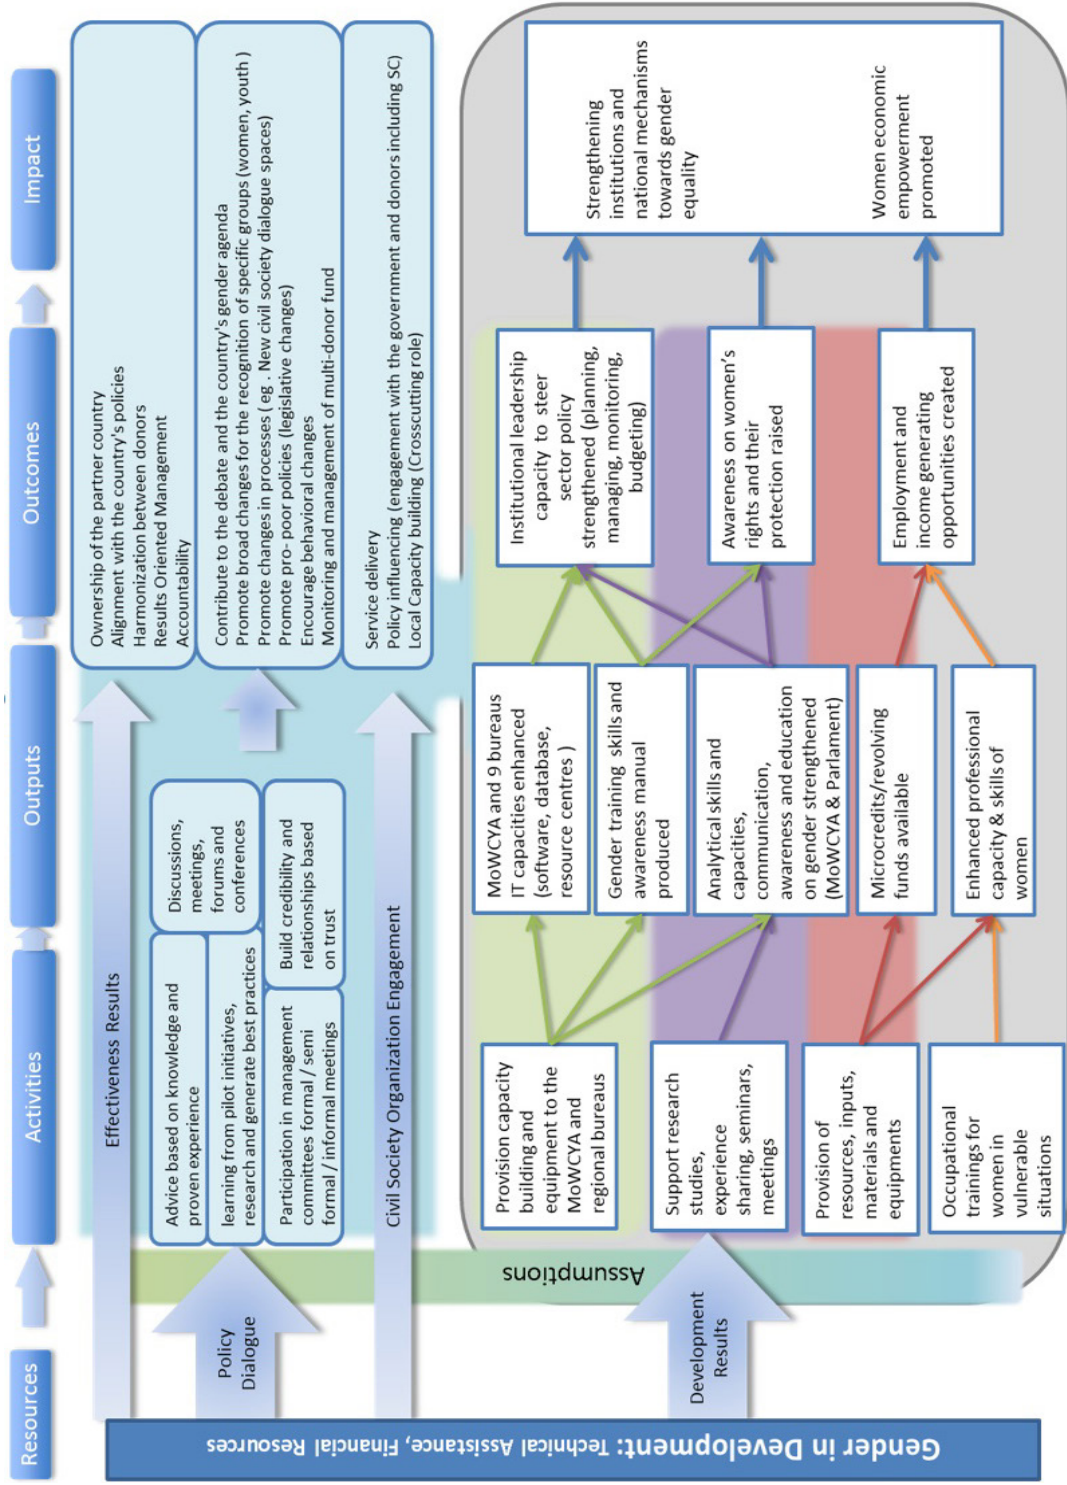 Resources
Activities
Outputs
Outcomes
Impact
Gender in Development: Technical Assistance, Financial Resources
Effectiveness Results
Ownership of the partner country
Alignment with the country's policies
Harmonization between donors
Results Oriented Management
Accountability
Policy
Dialogue
Advice based on knowledge and
proven experience
learning from pilot initiatives,
research and generate best practices
Participation in management
committees formal / semi
formal / informal meetings
Discussions,
meetings,
forums and
conferences
Build credibility and
relationships based
on trust
Contribute to the debate and the country's gender agenda
Promote broad changes for the recognition of specific groups (women, youth )
Promote changes in processes ( eg . New civil society dialogue spaces)
Promote pro- poor policies (legislative changes)
Encourage behavioral changes
Monitoring and management of multi-donor fund
Civil Society Organization Engagement
Service delivery
Policy influencing (engagement with the government and donors including SC)
Local Capacity building (Crosscutting role)
Assumptions
Development
Results
Provision capacity
building and
equipment to the
MoWCYA and
regional bureaus
Support research
studies,
experience
sharing, seminars,
meetings
Provision of
resources, inputs,
materials and
equipments
Occupational
trainings for
women in
vulnerable
situations
MoWCYA and 9 bureaus
IT capacities enhanced
(software, database,
resource centres )
Gender training skills and
awareness manual
produced
Analytical skills and
capacities,
communication,
awareness and education
on gender strengthened
(MoWCYA & Parlament)
Microcredits/revolving
funds available
Enhanced professional
capacity & skills of
women
Institutional leadership
capacity to steer
sector policy
strengthened (planning,
managing, monitoring,
budgeting)
Awareness on women's
rights and their
protection raised
Employment and
income generating
opportunities created
Strengthening
institutions and
national mechanisms
towards gender
equality
Women economic
empowerment
promoted